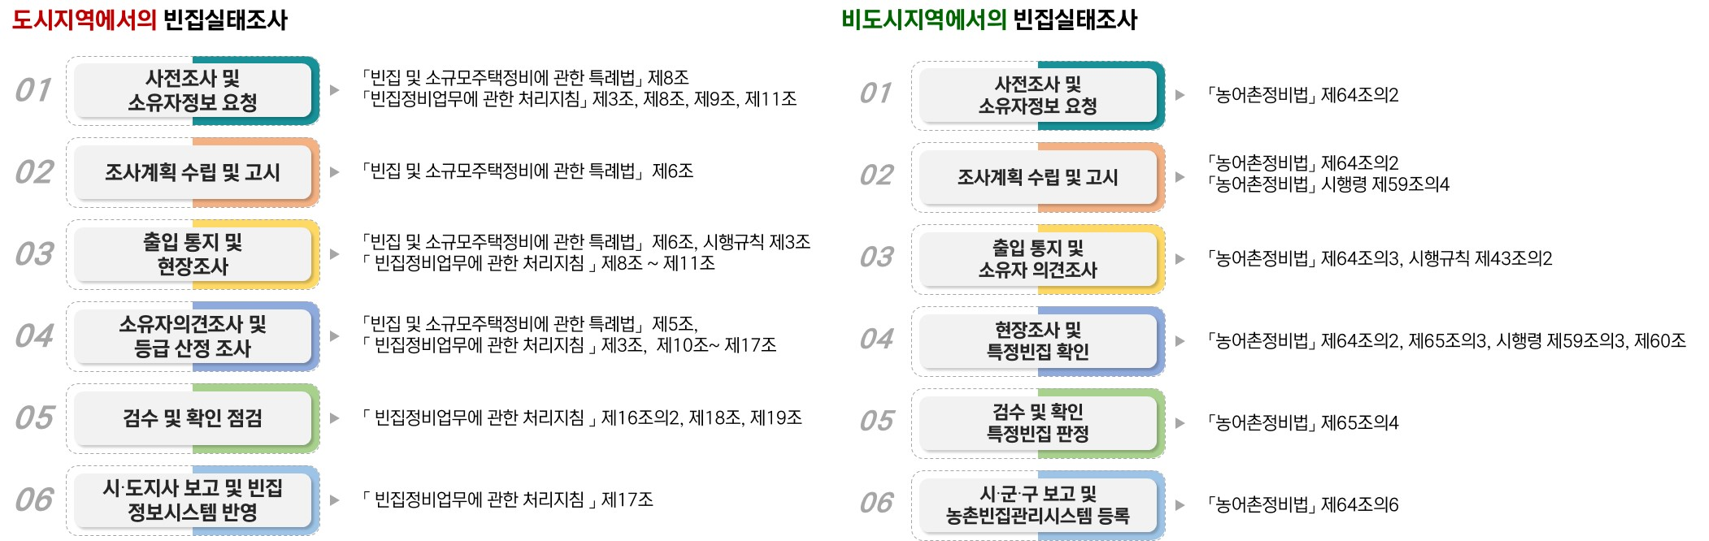 도시지역에서의 빈집실태조사
01
사전조사 및
소유자정보 요청
「빈집 및 소규모주택정비에 관한 특례법」 제8조
「빈집정비업무에 관한 처리지침」 제3조, 제8조, 제9조, 제11조
02
조사계획 수립 및 고시
「빈집 및 소규모주택정비에 관한 특례법」 제6조
03
출입 통지 및
현장조사
「빈집 및 소규모주택정비에 관한 특례법」 제6조, 시행규칙 제3조
「 빈집정비업무에 관한 처리지침 」 제8조 ~ 제11조
04
소유자의견조사 및
등급 산정 조사
「빈집 및 소규모주택정비에 관한 특례법」 제5조,
「 빈집정비업무에 관한 처리지침 」 제3조, 제10조~ 제17조
05
검수 및 확인 점검
「 빈집정비업무에 관한 처리지침 」 제16조의2, 제18조, 제19조
06
시·도지사 보고 및 빈집
정보시스템 반영
「 빈집정비업무에 관한 처리지침 」 제17조
비도시지역에서의 빈집실태조사
01
사전조사 및
소유자정보 요청
「농어촌정비법」 제64조의2
02
조사계획 수립 및 고시
「농어촌정비법」 제64조의2
「농어촌정비법」 시행령 제59조의4
03
출입 통지 및
소유자 의견조사
「농어촌정비법」 제64조의3, 시행규칙 제43조의2
04
현장조사 및
특정빈집 확인
「농어촌정비법」 제64조의2, 제65조의3, 시행령 제59조의3, 제60조
05
검수 및 확인
특정빈집 판정
「농어촌정비법」 제65조의4
06
시·군·구 보고 및
농촌빈집관리시스템 등록
「농어촌정비법」 제64조의6